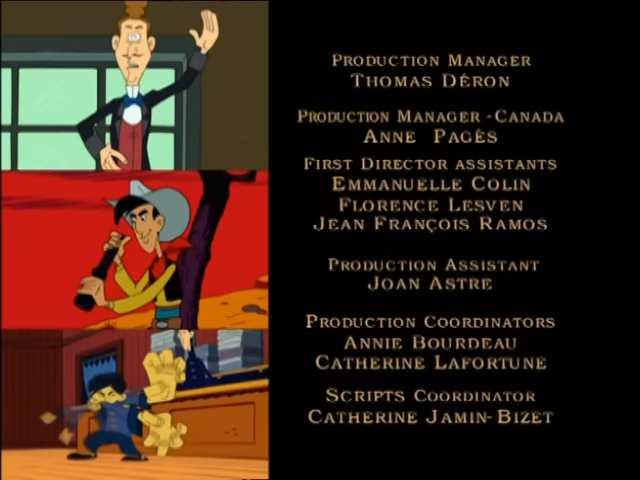 Production Manager
Thomas Déron
Production Manager - Canada
Anne Pagès
First Director assistants
Emmanuelle Colin
Florence Lesven
Jean François Ramos
Production Assistant
Joan Astre
Production Coordinators
Annie Bourdeau
Catherine Lafortune
Scripts Coordinator
Catherine Jamin-Bizet